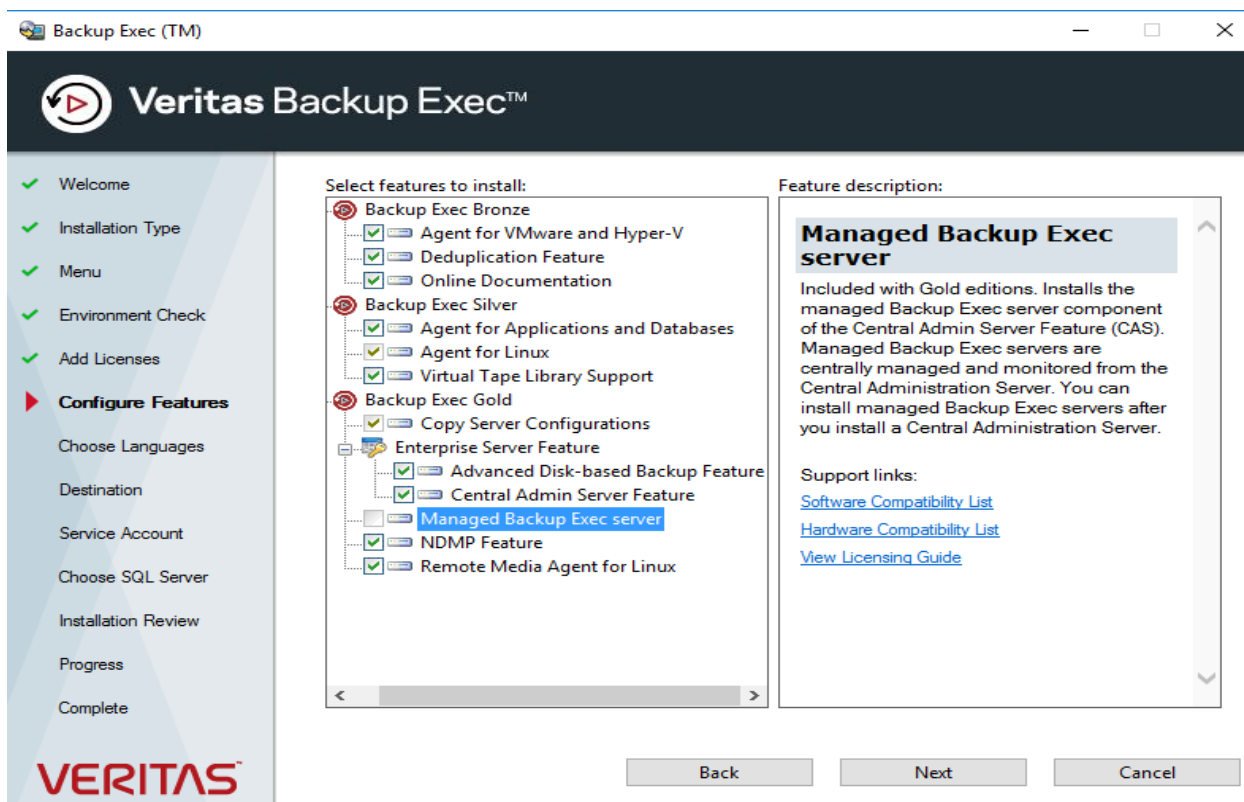 Backup Exec (TM)
Veritas Backup Exec™
Welcome
Installation Type
Menu
Environment Check
Add Licenses
Configure Features
Choose Languages
Destination
Service Account
Choose SQL Server
Installation Review
Progress
Complete
VERITAS™
Select features to install:
Backup Exec Bronze
Agent for VMware and Hyper-V
Deduplication Feature
Online Documentation
Backup Exec Silver
Agent for Applications and Databases
Agent for Linux
Virtual Tape Library Support
Backup Exec Gold
Copy Server Configurations
Enterprise Server Feature
Advanced Disk-based Backup Feature
Central Admin Server Feature
Managed Backup Exec server
NDMP Feature
Remote Media Agent for Linux
Feature description:
Managed Backup Exec
server
Included with Gold editions. Installs the
managed Backup Exec server component
of the Central Admin Server Feature (CAS).
Managed Backup Exec servers are
centrally managed and monitored from the
Central Administration Server. You can
install managed Backup Exec servers after
you install a Central Administration Server.
Support links:
Software Compatibility List
Hardware Compatibility List
View Licensing Guide
Back
Next
Cancel